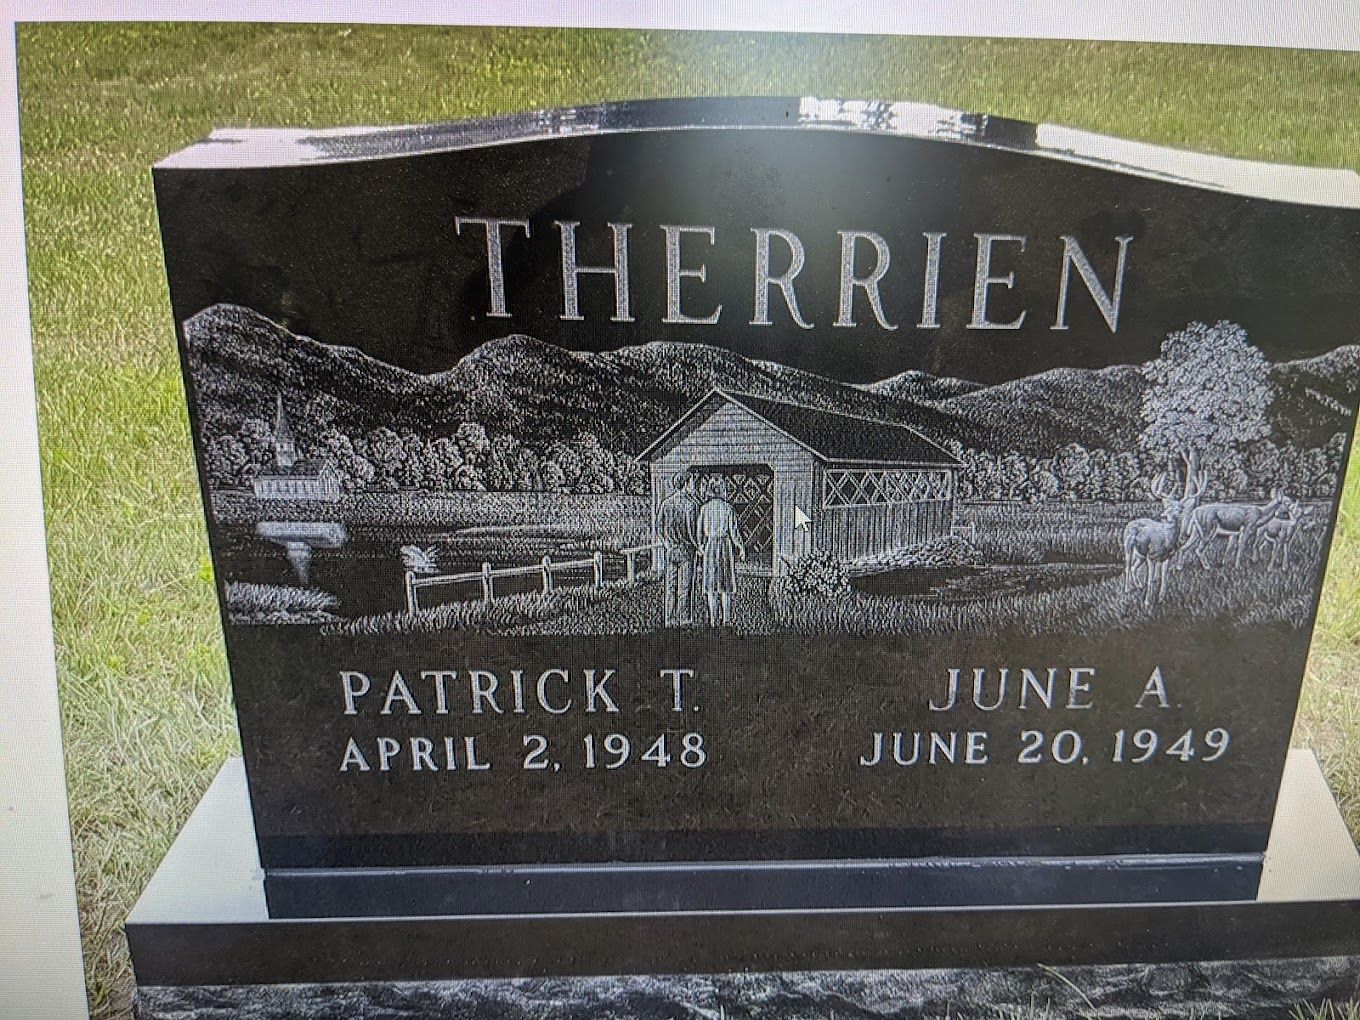 THERRIEN
PATRICK T. JUNE A.
APRIL 2, 1948 JUNE 20, 1949